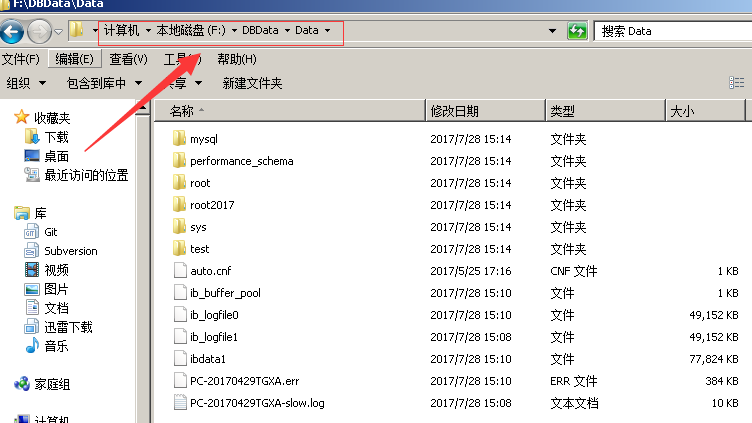 F:\DBData\Data
计算机 本地磁盘 (F:) DBData Data
搜索 Data
文件(F) 编辑(E) 查看(V) 工具( ) 帮助(H)
组织 包含到库中 共享 新建文件夹
名称 修改日期 类型 大小
收藏夹
下载
桌面
最近访问的位置
库
Git
Subversion
视频
图片
文档
迅雷下载
音乐
家庭组
计算机
mysql 2017/7/28 15:14 文件夹
performance_schema 2017/7/28 15:14 文件夹
root 2017/7/28 15:14 文件夹
root2017 2017/7/28 15:14 文件夹
sys 2017/7/28 15:14 文件夹
test 2017/7/28 15:14 文件夹
auto.cnf 2017/5/25 17:16 CNF 文件 1 KB
ib_buffer_pool 2017/7/28 15:10 文件 1 KB
ib_logfile0 2017/7/28 15:10 文件 49,152 KB
ib_logfile1 2017/7/28 15:08 文件 49,152 KB
ibdata1 2017/7/28 15:10 文件 77,824 KB
PC-20170429TGXA.err 2017/7/28 15:10 ERR 文件 384 KB
PC-20170429TGXA-slow.log 2017/7/28 15:08 文本文档 10 KB